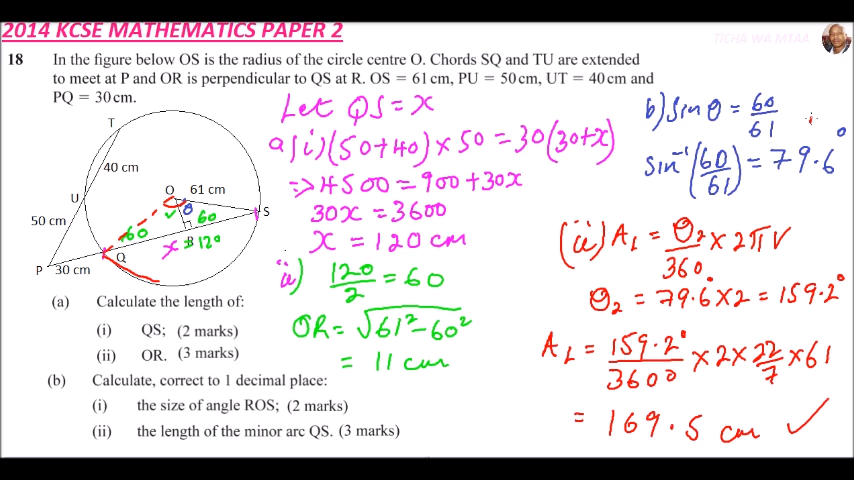 2014 KCSE MATHEMATICS PAPER 2
TICHA WA MTAA
18 In the figure below OS is the radius of the circle centre O. Chords SQ and TU are extended
to meet at P and OR is perpendicular to QS at R. OS = 61 cm, PU = 50 cm, UT = 40 cm and
PQ = 30 cm.
T
40 cm
U
O 61 cm
θ
60
S
50 cm
60
R
Q
x = 120
P 30 cm
(a) Calculate the length of:
(i) QS; (2 marks)
(ii) OR. (3 marks)
(b) Calculate, correct to 1 decimal place:
(i) the size of angle ROS; (2 marks)
(ii) the length of the minor arc QS. (3 marks)
Let QS = x
a(i) (50+40) × 50 = 30(30+x)
=> 4500 = 900 + 30x
30x = 3600
x = 120 cm
ii) 120/2 = 60
OR = √61² − 60²
= 11 cm
b) Sin θ = 60/61
i
sin⁻¹(60/61) = 79.6°
(ii) AL = θ2/360° × 2πr
θ2 = 79.6° × 2 = 159.2°
AL = 159.2°/360° × 2 × 22/7 × 61
= 169.5 cm ✓